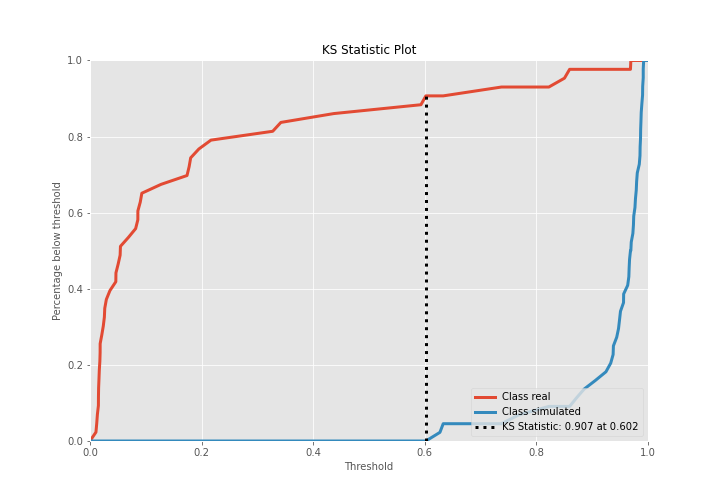 KS Statistic Plot
1.0
0.8
0.6
0.4
0.2
0.0
Percentage below threshold
0.0 0.2 0.4 0.6 0.8 1.0
Threshold
Class real
Class simulated
KS Statistic: 0.907 at 0.602